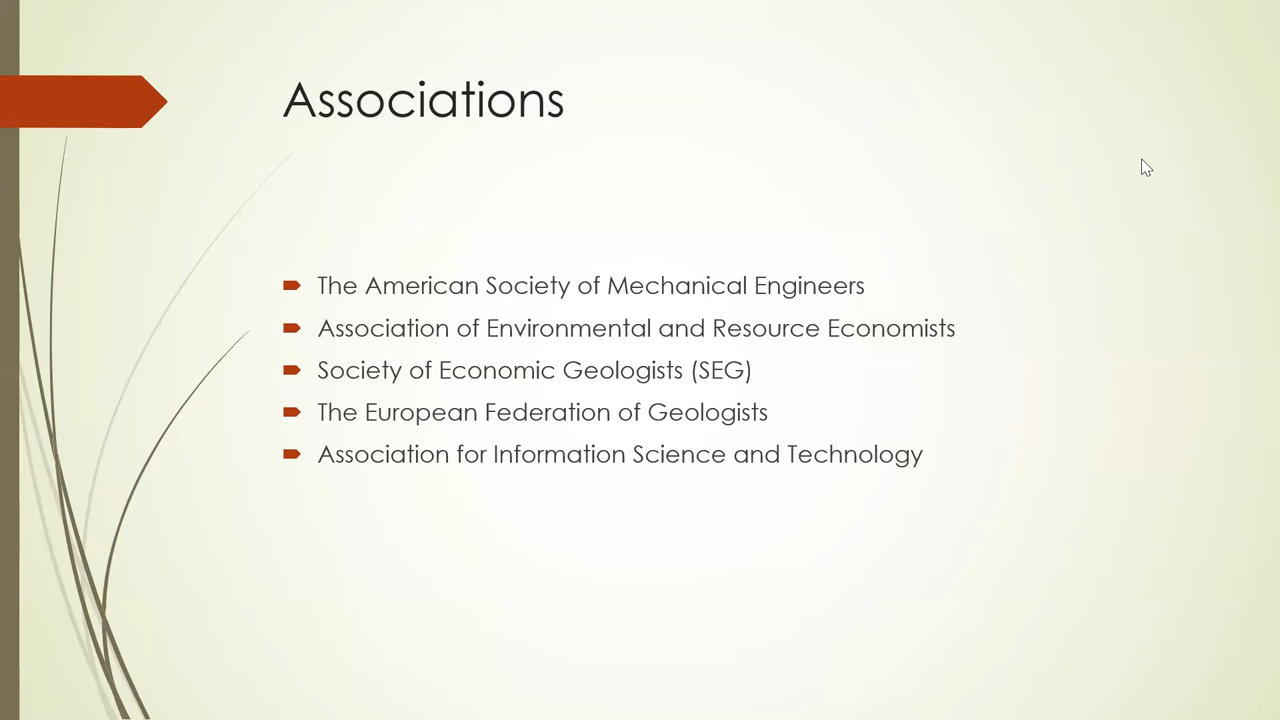 Associations
The American Society of Mechanical Engineers
Association of Environmental and Resource Economists
Society of Economic Geologists (SEG)
The European Federation of Geologists
Association for Information Science and Technology